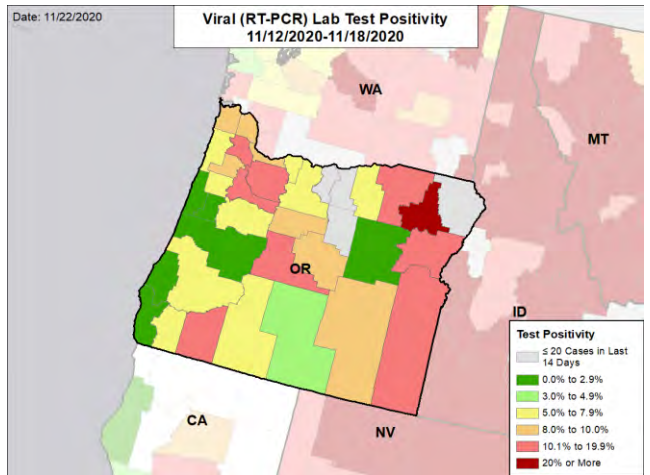 Date: 11/22/2020
Viral (RT-PCR) Lab Test Positivity
11/12/2020-11/18/2020
WA
MT
OR
ID
CA
NV
Test Positivity
≤ 20 Cases in Last
14 Days
0.0% to 2.9%
3.0% to 4.9%
5.0% to 7.9%
8.0% to 10.0%
10.1% to 19.9%
20% or More